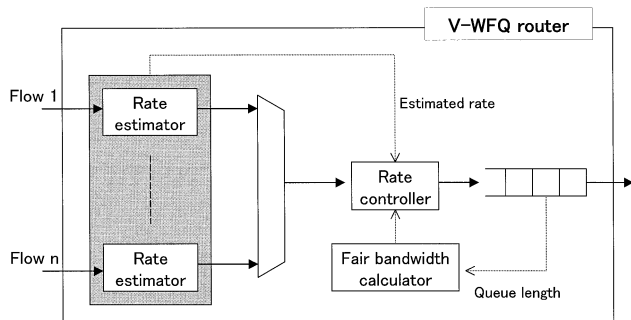 V-WFQ router
Flow 1
Rate
estimator
Estimated rate
Rate
controller
Flow n
Rate
estimator
Fair bandwidth
calculator
Queue length